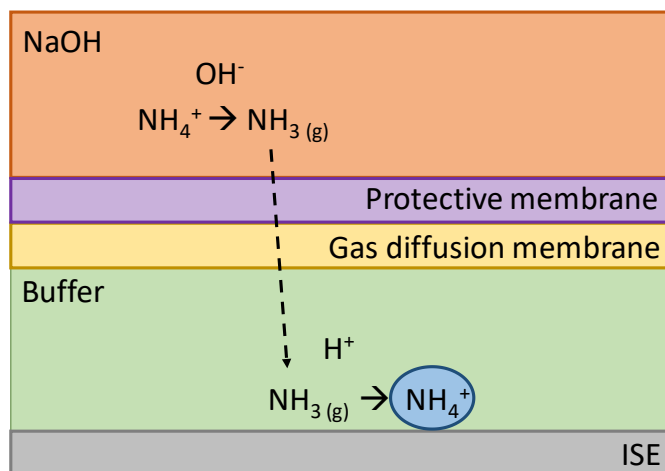 NaOH
OH⁻
NH₄⁺ → NH₃ (g)
Protective membrane
Gas diffusion membrane
Buffer
H⁺
NH₃ (g) → NH₄⁺
ISE